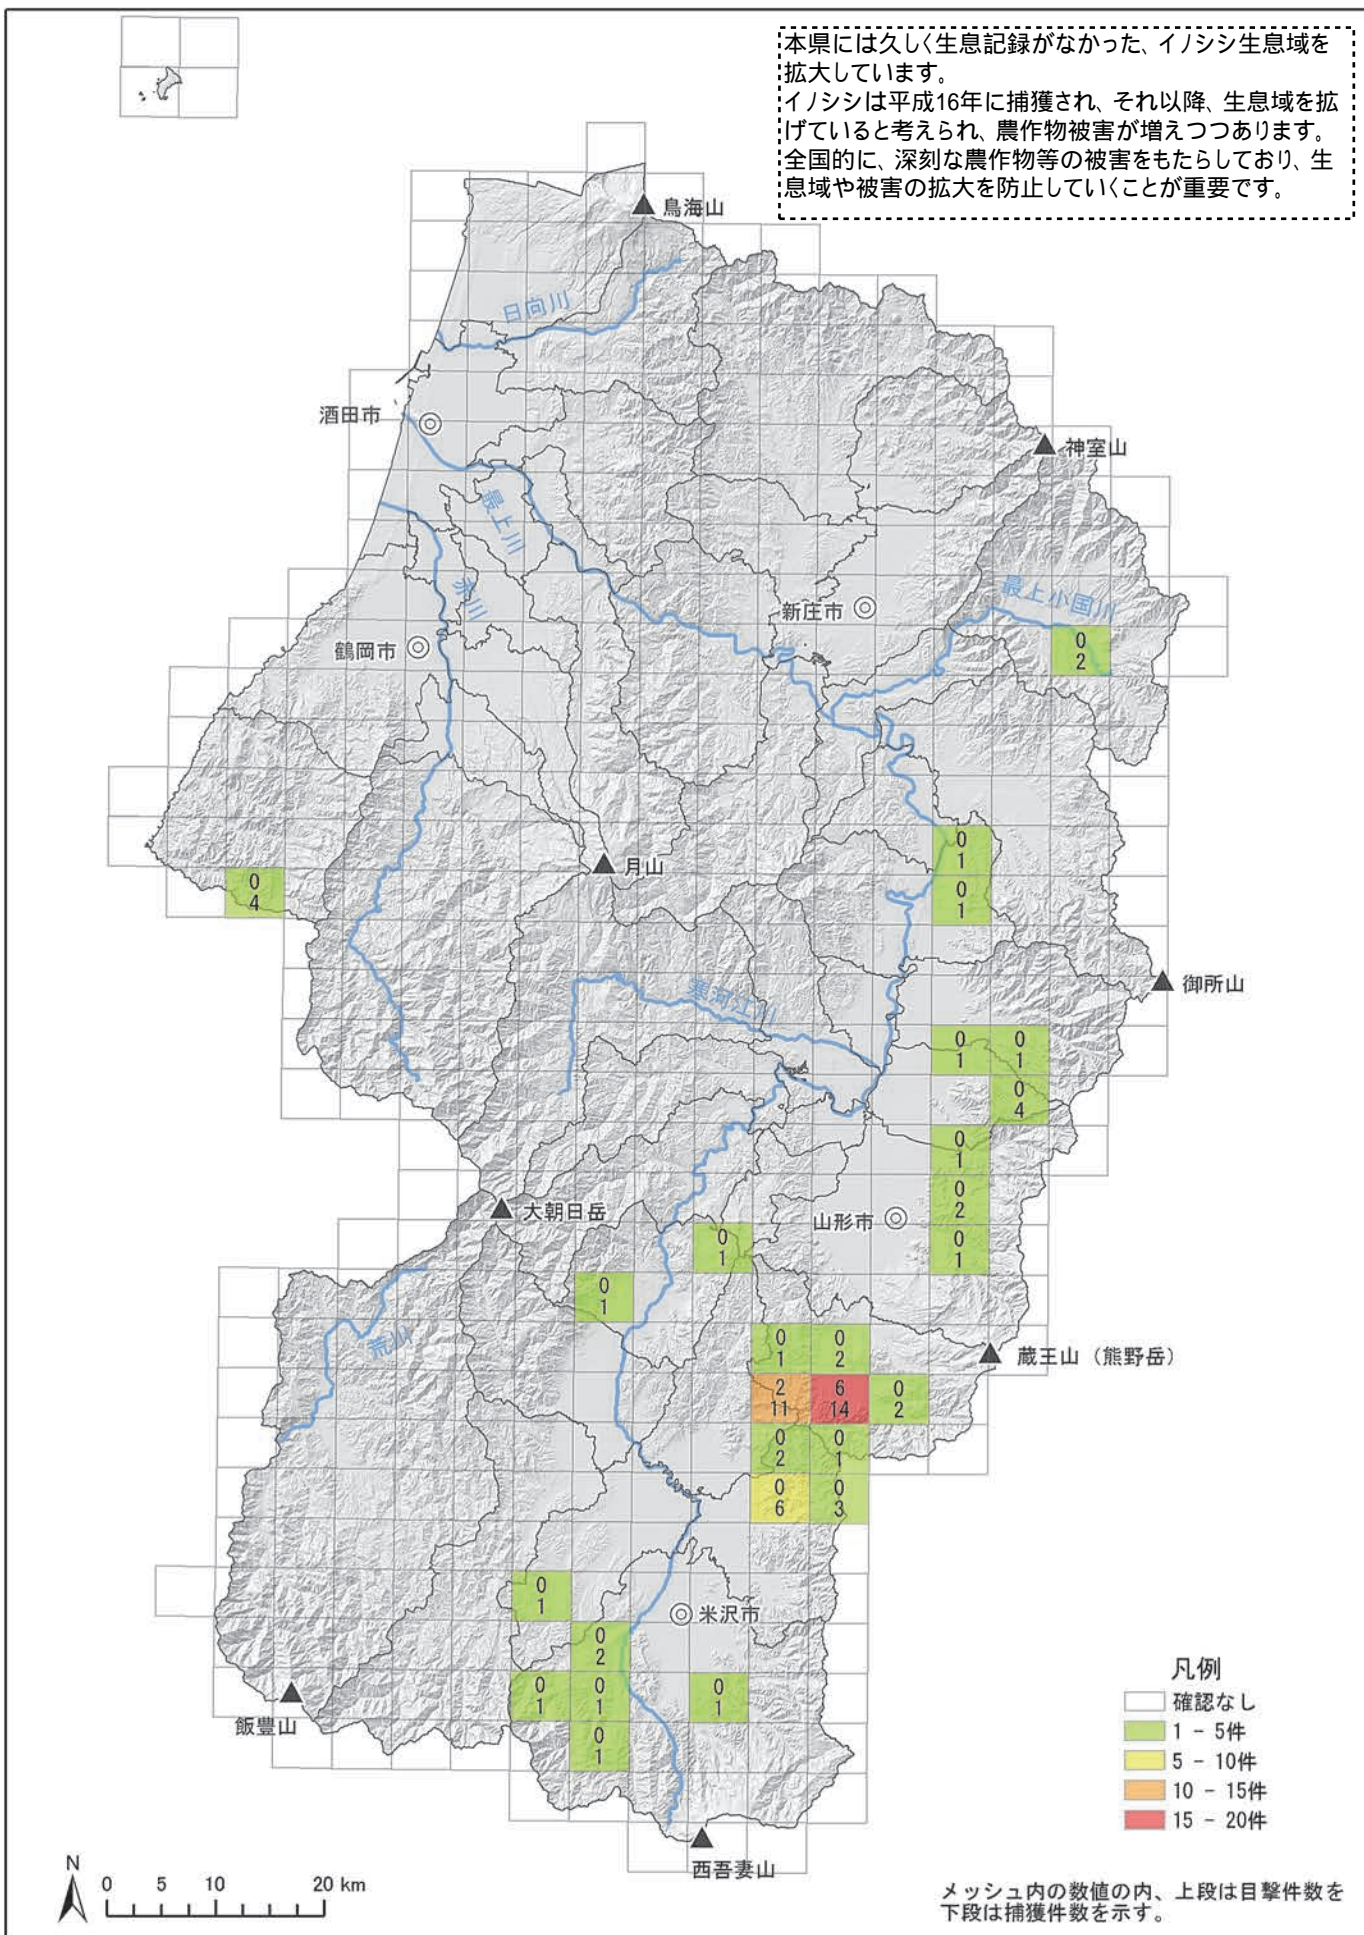 本県には久しく生息記録がなかった、イノシシ生息域を
拡大しています。
イノシシは平成16年に捕獲され、それ以降、生息域を拡
げていると考えられ、農作物被害が増えつつあります。
全国的に、深刻な農作物等の被害をもたらしており、生
息域や被害の拡大を防止していくことが重要です。
鳥海山
日向川
酒田市
神室山
最上川
赤川
最上小国川
新庄市
鶴岡市
0
2
0
1
月山
0
4
0
1
寒河江川
御所山
0
1
0
1
0
4
0
1
0
2
大朝日岳
山形市
0
1
0
1
0
1
荒川
0
1
0
2
蔵王山(熊野岳)
2
11
6
14
0
2
0
2
0
1
0
6
0
3
0
1
米沢市
0
2
0
1
0
1
0
1
0
1
飯豊山
西吾妻山
凡例
確認なし
1 - 5件
5 - 10件
10 - 15件
15 - 20件
N
0 5 10 20 km
メッシュ内の数値の内、上段は目撃件数を
下段は捕獲件数を示す。